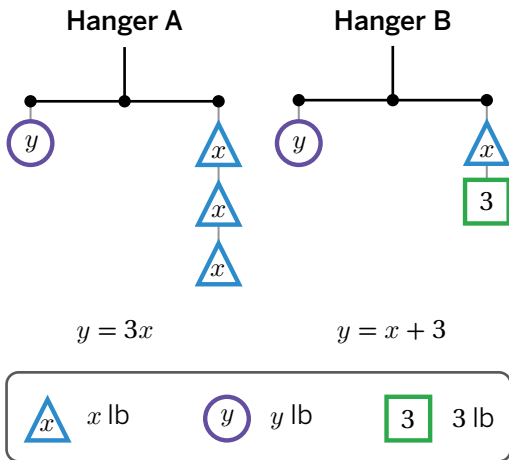 Hanger A
Hanger B
y
x
x
x
y
x
3
y = 3x
y = x + 3
x
x lb
y
y lb
3
3 lb